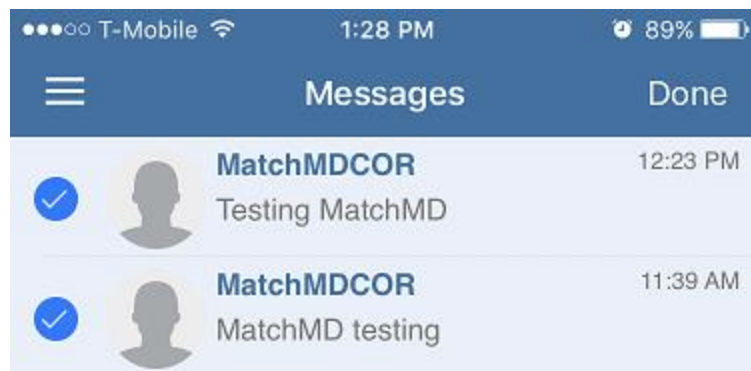 T-Mobile 1:28 PM 89%
Messages Done
MatchMDCOR 12:23 PM
Testing MatchMD
MatchMDCOR 11:39 AM
MatchMD testing